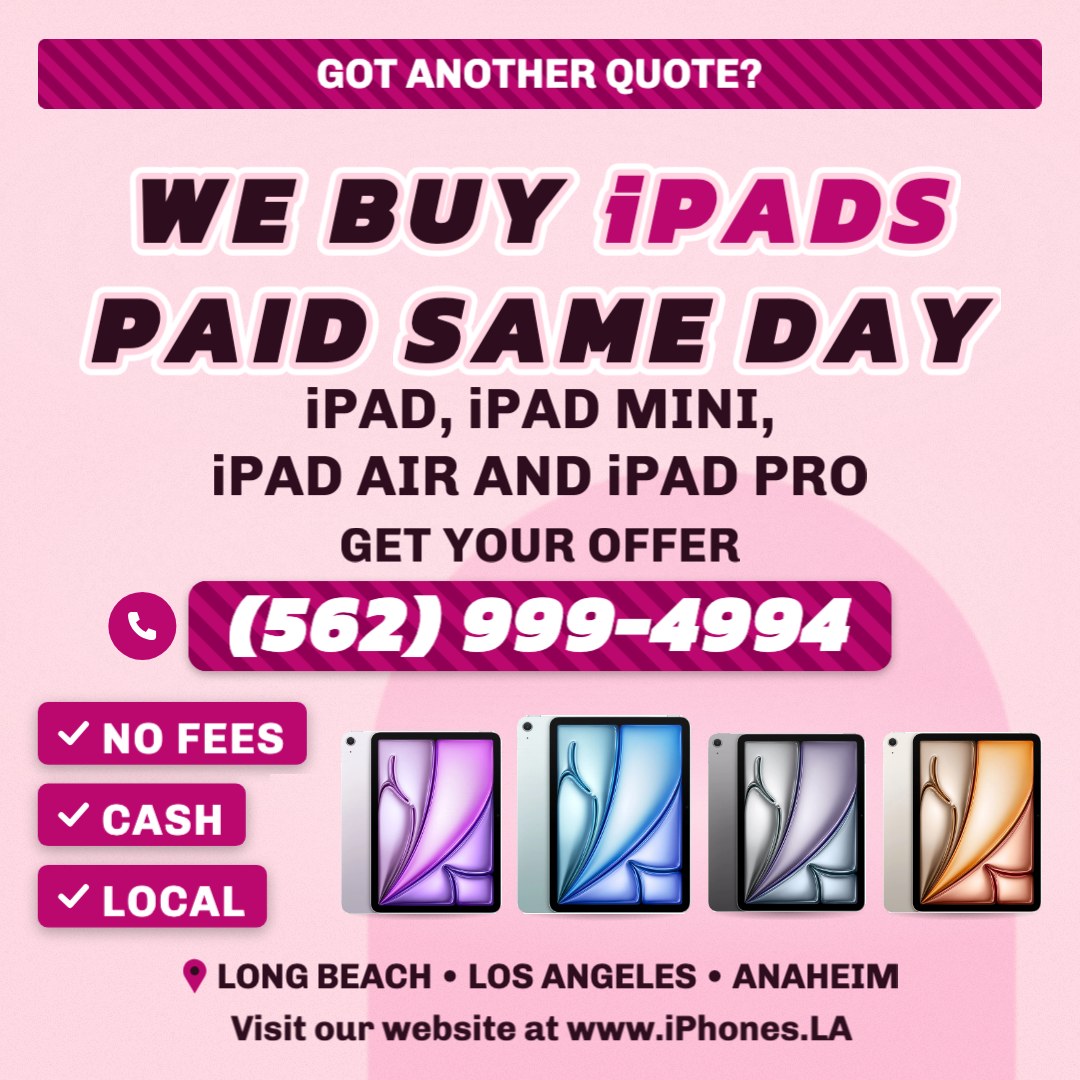 GOT ANOTHER QUOTE?
WE BUY iPADS
PAID SAME DAY
iPAD, iPAD MINI,
iPAD AIR AND iPAD PRO
GET YOUR OFFER
(562) 999-4994
NO FEES
CASH
LOCAL
LONG BEACH • LOS ANGELES • ANAHEIM
Visit our website at www.iPhones.LA